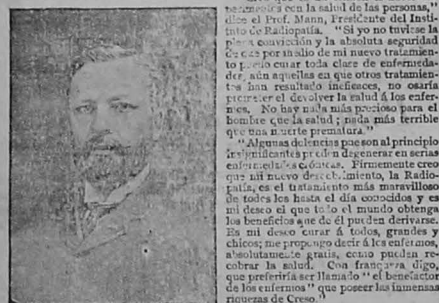 con la salud de las personas,"
dice el Prof. Mann, Presidente del Insti-
tuto de Radiopatía. "Si yo no tuviese la
plena convicción y la absoluta seguridad
de que por medio de mi nuevo tratamien-
to puedo curar toda clase de enfermeda-
des, aún aquellas en que otros tratamien-
tos han resultado ineficaces, no osaría
prometer el devolver la salud á los enfer-
mos. No hay nada más precioso para el
hombre que la salud; nada más terrible
que una muerte prematura."
"Algunas dolencias que son al principio
insignificantes pueden degenerar en serias
enfermedades crónicas. Firmemente creo
que mi nuevo descubrimiento, la Radio-
patía, es el tratamiento más maravilloso
de todos los hasta el día conocidos y es
mi deseo el que todo el mundo obtenga
los beneficios que de él pueden derivarse.
Es mi deseo curar á todos, grandes y
chicos; me propongo decir á los enfermos,
absolutamente gratis, como pueden re-
cobrar la salud. Con franqueza digo,
que preferiría ser llamado "el benefactor
de los enfermos" que poseer las inmensas
riquezas de Creso."